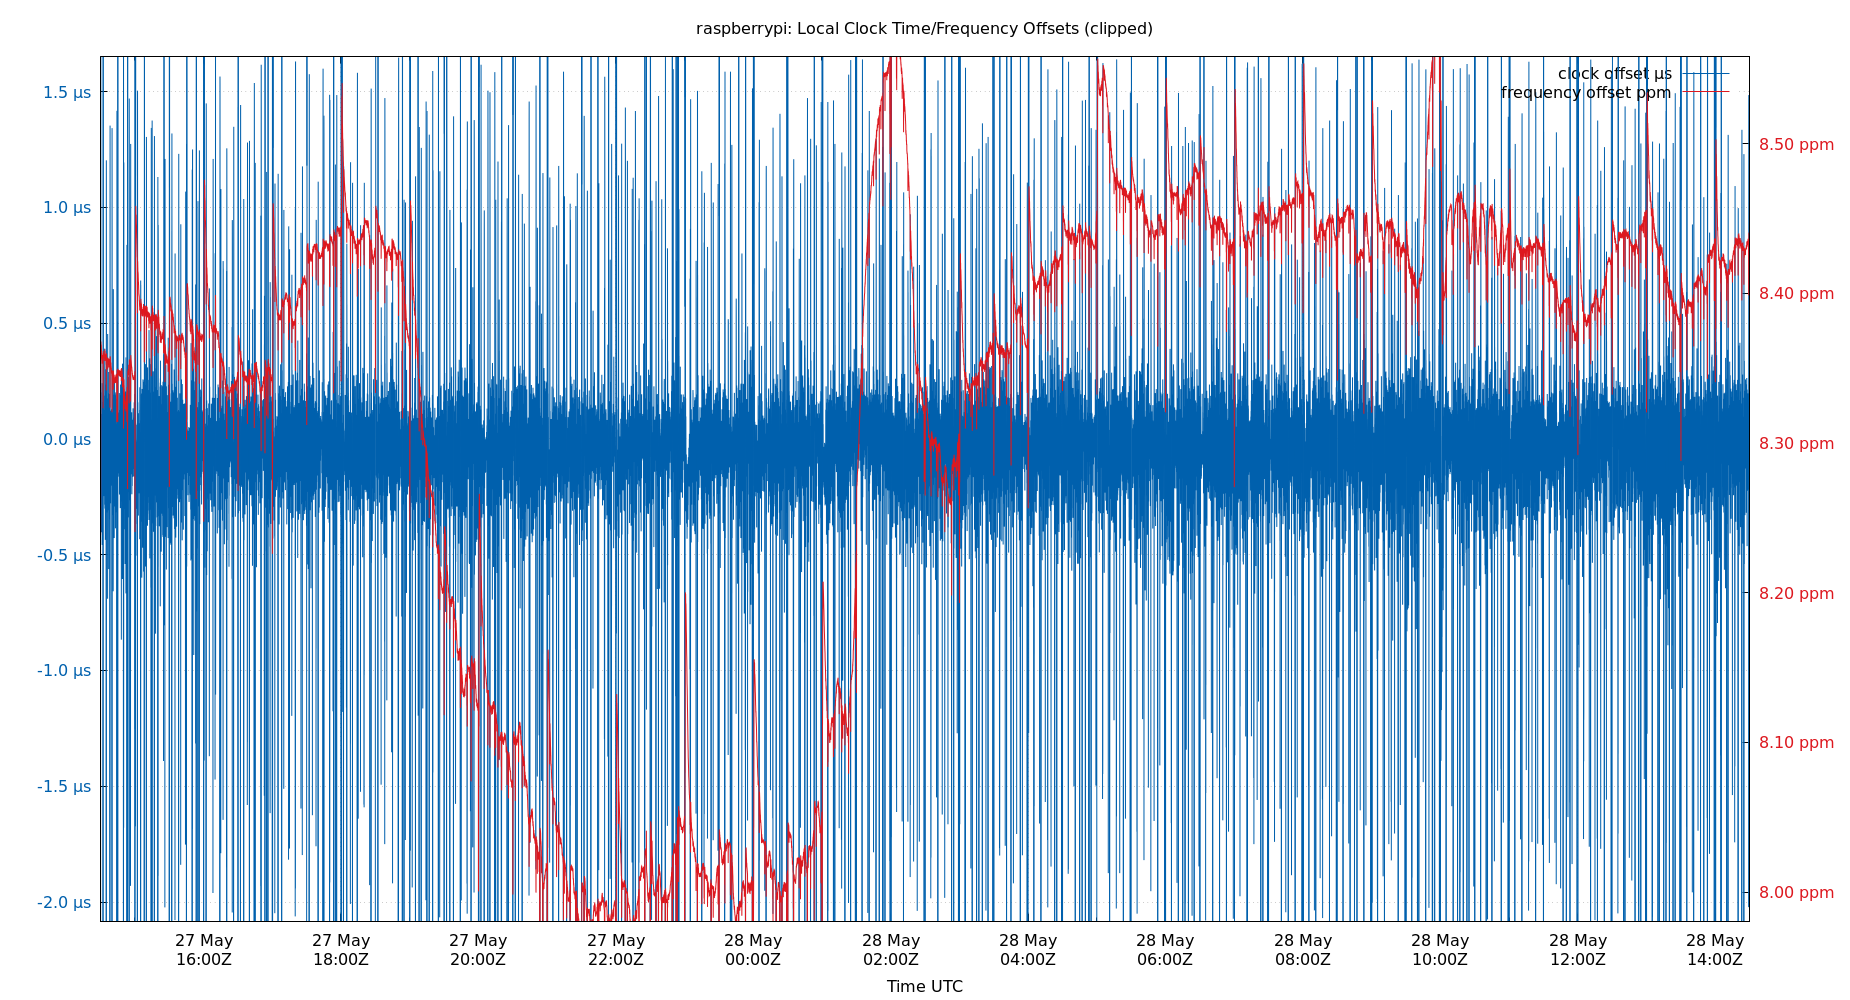 raspberrypi: Local Clock Time/Frequency Offsets (clipped)
clock offset µs
frequency offset ppm
1.5 µs
1.0 µs
0.5 µs
0.0 µs
-0.5 µs
-1.0 µs
-1.5 µs
-2.0 µs
8.50 ppm
8.40 ppm
8.30 ppm
8.20 ppm
8.10 ppm
8.00 ppm
27 May
16:00Z
27 May
18:00Z
27 May
20:00Z
27 May
22:00Z
28 May
00:00Z
28 May
02:00Z
28 May
04:00Z
28 May
06:00Z
28 May
08:00Z
28 May
10:00Z
28 May
12:00Z
28 May
14:00Z
Time UTC